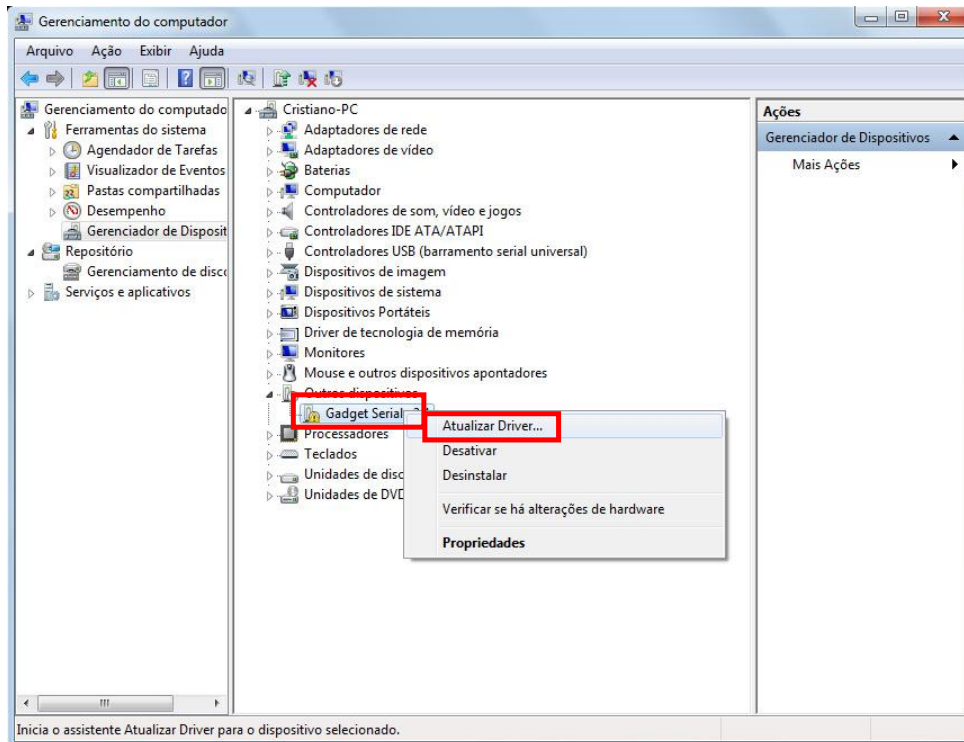 Gerenciamento do computador
Arquivo Ação Exibir Ajuda
Gerenciamento do computado
Ferramentas do sistema
Agendador de Tarefas
Visualizador de Eventos
Pastas compartilhadas
Desempenho
Gerenciador de Disposit
Repositório
Gerenciamento de disco
Serviços e aplicativos
Cristiano-PC
Adaptadores de rede
Adaptadores de vídeo
Baterias
Computador
Controladores de som, vídeo e jogos
Controladores IDE ATA/ATAPI
Controladores USB (barramento serial universal)
Dispositivos de imagem
Dispositivos de sistema
Dispositivos Portáteis
Driver de tecnologia de memória
Monitores
Mouse e outros dispositivos apontadores
Outros dispositivos
Gadget Serial
Processadores
Teclados
Unidades de disc
Unidades de DVD
Atualizar Driver...
Desativar
Desinstalar
Verificar se há alterações de hardware
Propriedades
Ações
Gerenciador de Dispositivos
Mais Ações
Inicia o assistente Atualizar Driver para o dispositivo selecionado.